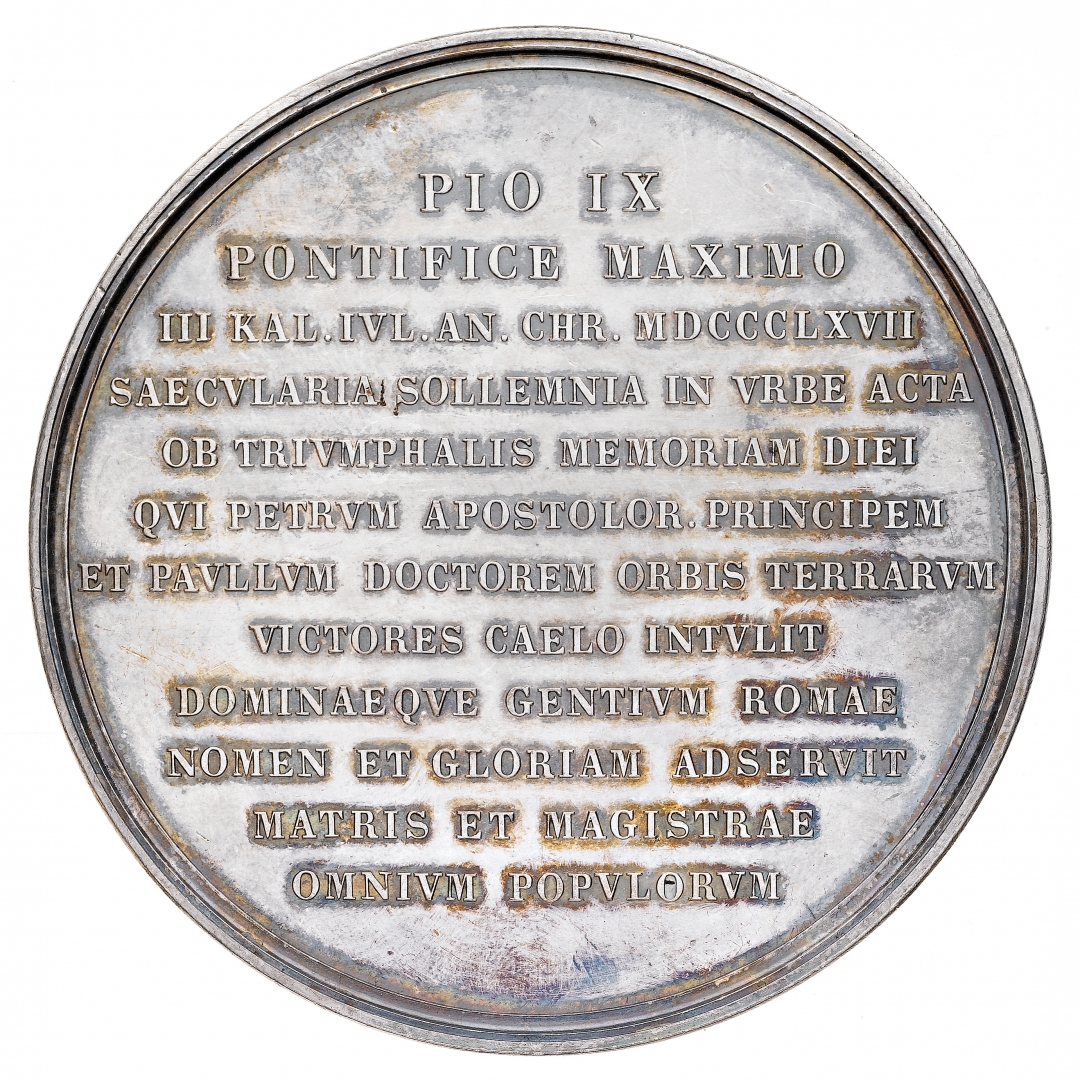 PIO IX
PONTIFICE MAXIMO
III KAL.IVL.AN.CHR. MDCCCLXVII
SAECVLARIA SOLLEMNIA IN VRBE ACTA
OB TRIVMPHALIS MEMORIAM DIEI
QVI PETRVM APOSTOLOR.PRINCIPEM
ET PAVLLVM DOCTOREM ORBIS TERRARVM
VICTORES CAELO INTVLIT
DOMINAEQVE GENTIVM ROMAE
NOMEN ET GLORIAM ADSERVIT
MATRIS ET MAGISTRAE
OMNIVM POPVLORVM